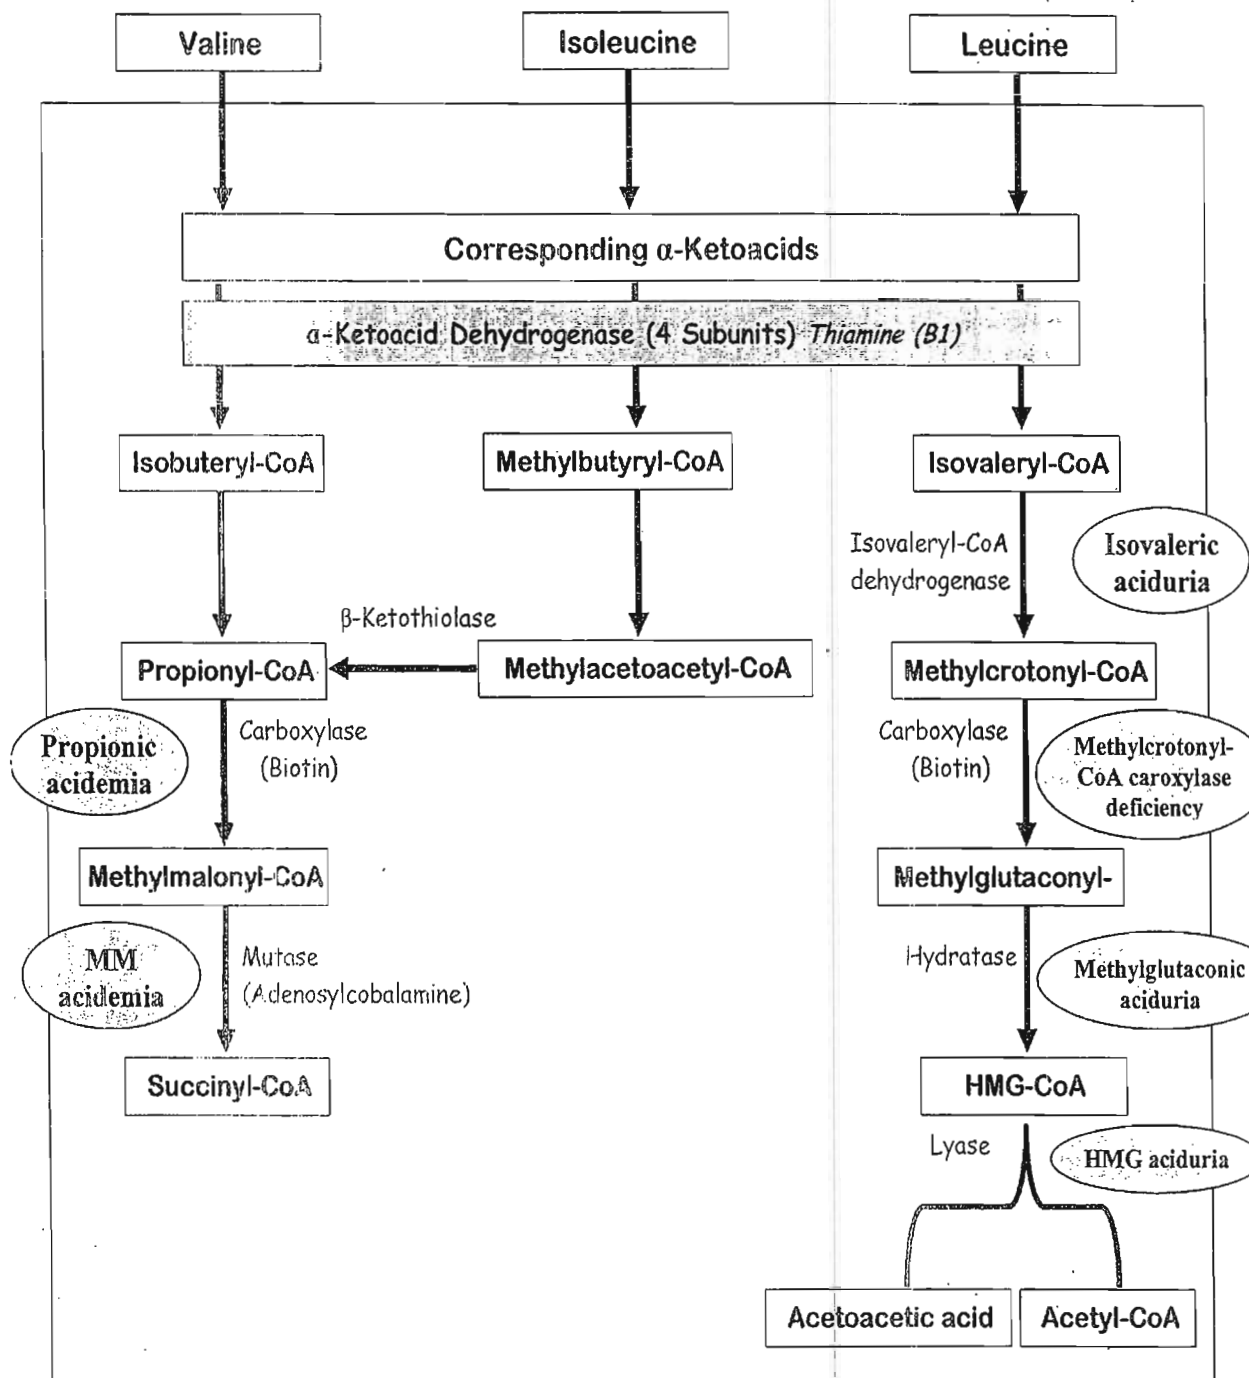 Valine
Isoleucine
Leucine
Corresponding α-Ketoacids
α-Ketoacid Dehydrogenase (4 Subunits) Thiamine (B1)
Isobuteryl-CoA
Methylbutyryl-CoA
Isovaleryl-CoA
Isovaleryl-CoA
dehydrogenase
Isovaleric
aciduria
β-Ketothiolase
Propionyl-CoA
Methylacetoacetyl-CoA
Methylcrotonyl-CoA
Propionic
acidemia
Carboxylase
(Biotin)
Carboxylase
(Biotin)
Methylcrotonyl-
CoA caroxylase
deficiency
Methylmalonyl-CoA
Methylglutaconyl-
MM
acidemia
Mutase
(Adenosylcobalamine)
Hydratase
Methylglutaconic
aciduria
Succinyl-CoA
HMG-CoA
Lyase
HMG aciduria
Acetoacetic acid
Acetyl-CoA